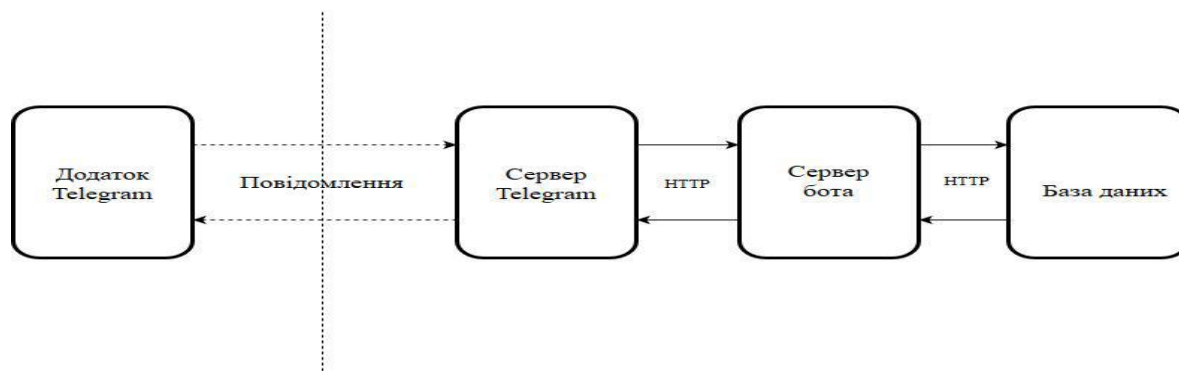 Додаток
Telegram
Повідомлення
Сервер
Telegram
HTTP
Сервер
бота
HTTP
База даних